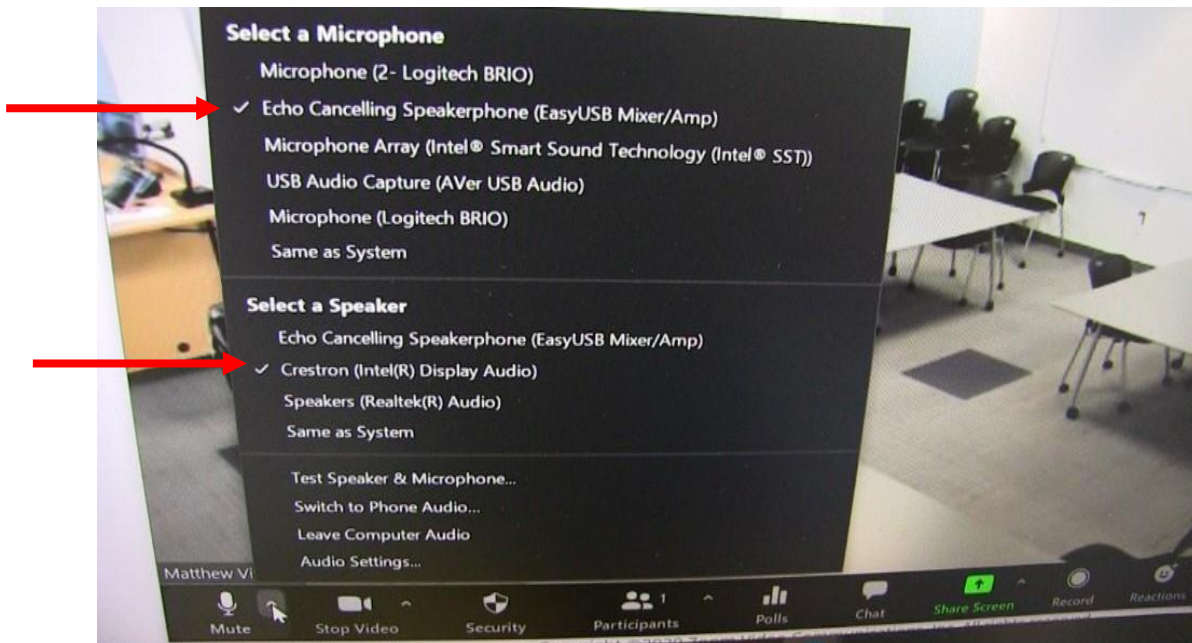 Select a Microphone
Microphone (2- Logitech BRIO)
Echo Cancelling Speakerphone (EasyUSB Mixer/Amp)
Microphone Array (Intel® Smart Sound Technology (Intel® SST))
USB Audio Capture (AVer USB Audio)
Microphone (Logitech BRIO)
Same as System
Select a Speaker
Echo Cancelling Speakerphone (EasyUSB Mixer/Amp)
Crestron (Intel(R) Display Audio)
Speakers (Realtek(R) Audio)
Same as System
Test Speaker & Microphone...
Switch to Phone Audio...
Leave Computer Audio
Audio Settings...
Matthew Vi
1
Mute Stop Video Security Participants Polls Chat Share Screen Record Reactions